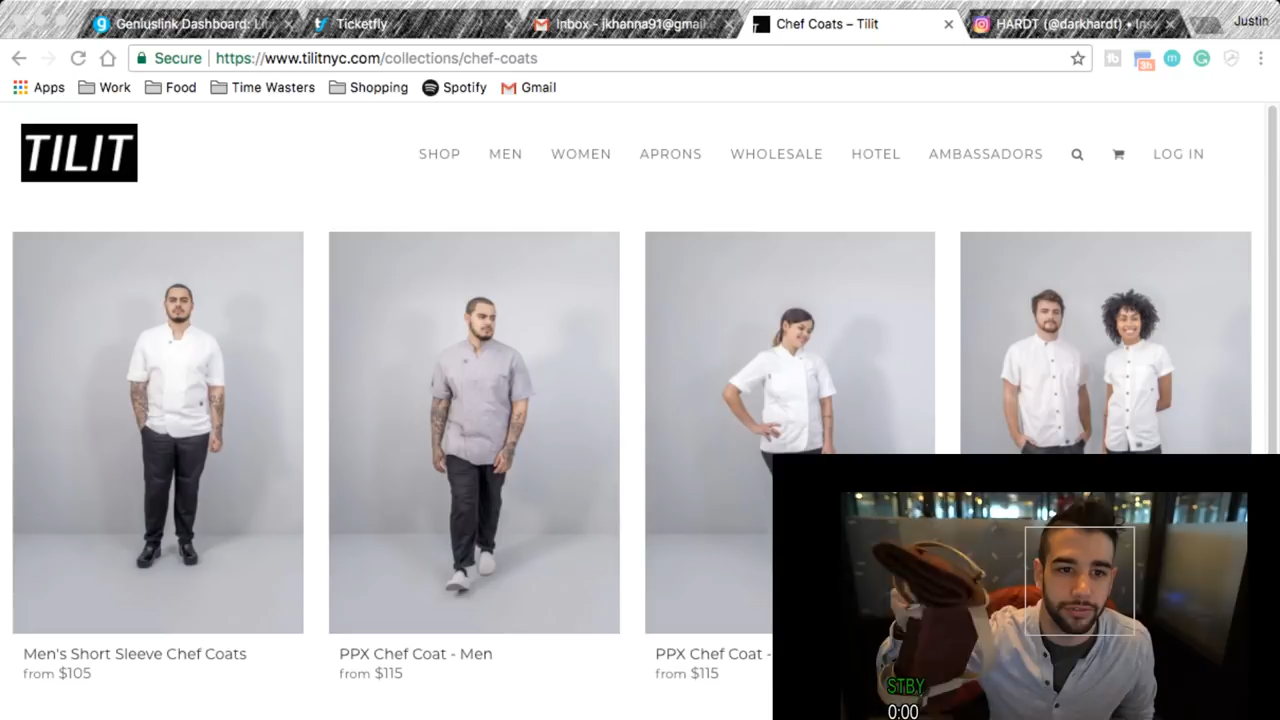 Geniuslink Dashboard: Lin
Ticketfly
Inbox - jkhanna91@gmail
Chef Coats – Tilit
HARDT (@darkhardt) • Ins
Justin
Secure https://www.tilitnyc.com/collections/chef-coats
3h
m
Apps Work Food Time Wasters Shopping Spotify Gmail
TILIT
SHOP MEN WOMEN APRONS WHOLESALE HOTEL AMBASSADORS LOG IN
Men's Short Sleeve Chef Coats
from $105
PPX Chef Coat - Men
from $115
PPX Chef Coat -
from $115
STBY
0:00